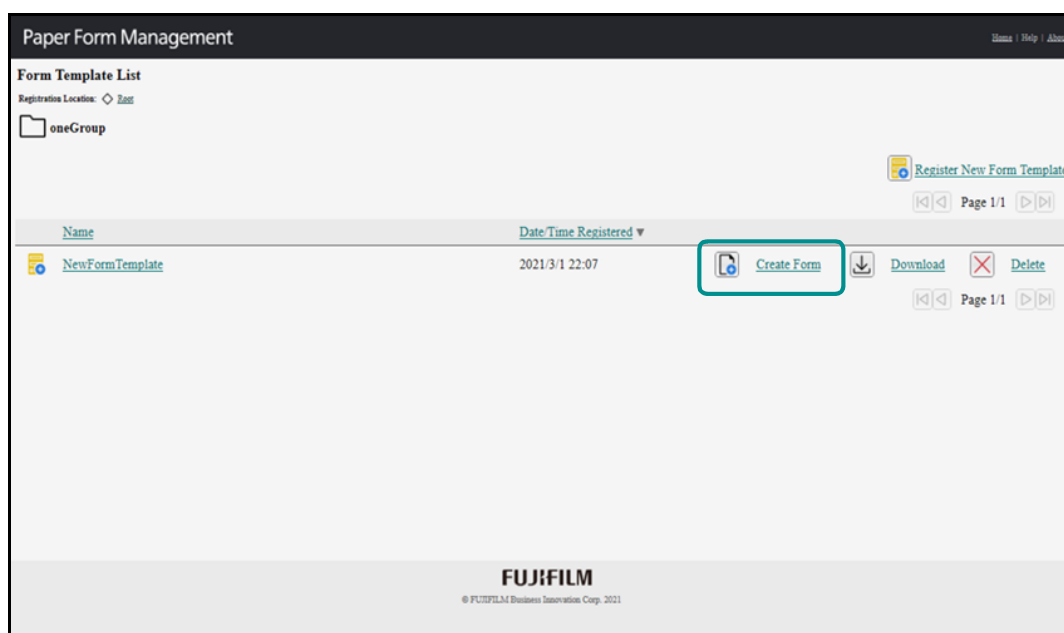 Paper Form Management
Home | Help | Abou
Form Template List
Registration Location: Root
oneGroup
Register New Form Template
Page 1/1
Name Date/Time Registered ▼
NewFormTemplate 2021/3/1 22:07 Create Form Download Delete
Page 1/1
FUJIFILM
© FUJIFILM Business Innovation Corp. 2021